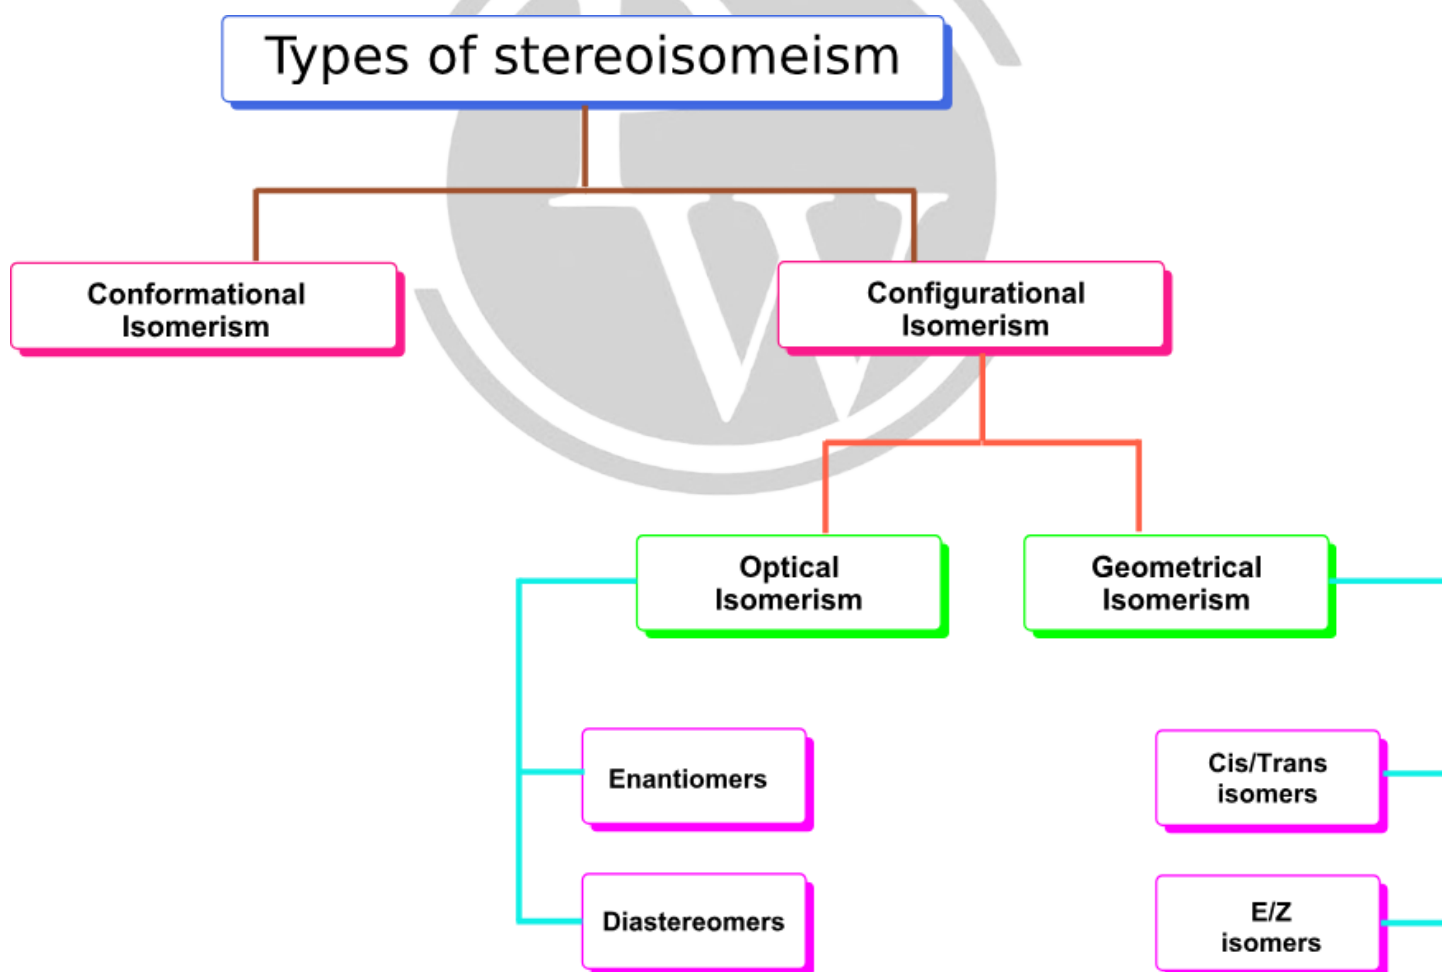 Types of stereoisomeism
Conformational
Isomerism
Configurational
Isomerism
Optical
Isomerism
Geometrical
Isomerism
Enantiomers
Cis/Trans
isomers
Diastereomers
E/Z
isomers